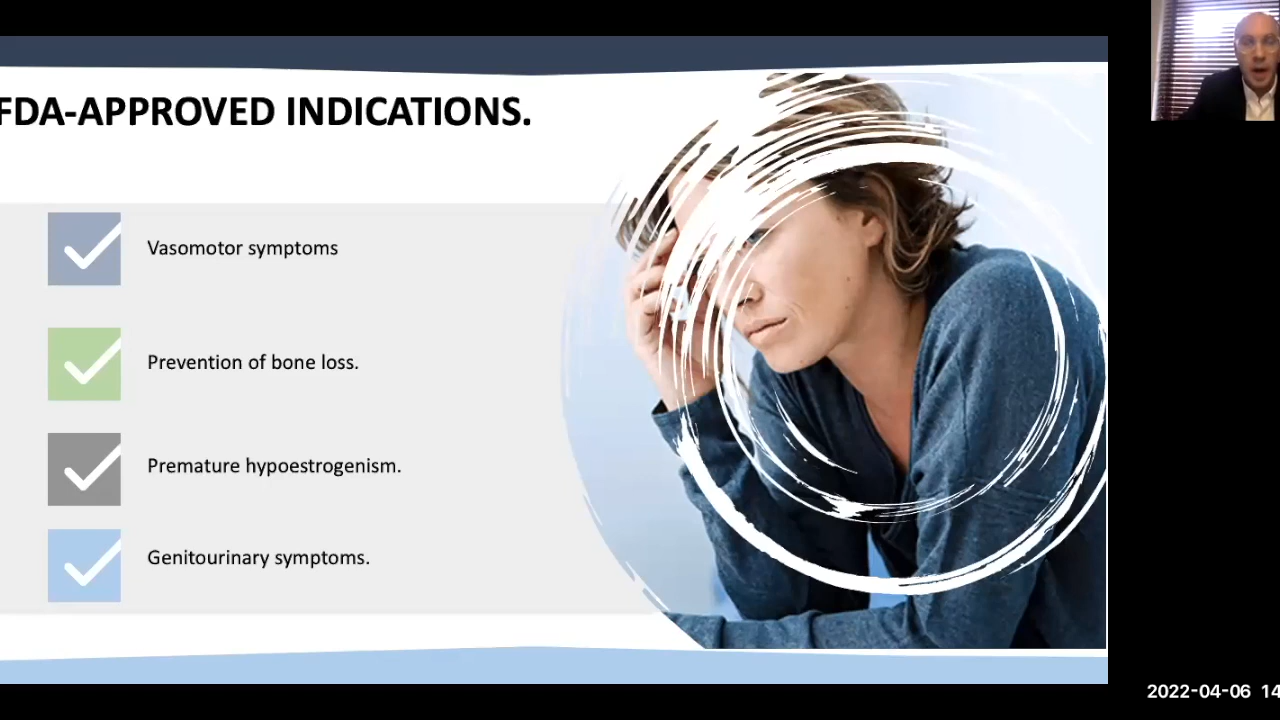 FDA-APPROVED INDICATIONS.
Vasomotor symptoms
Prevention of bone loss.
Premature hypoestrogenism.
Genitourinary symptoms.
2022-04-06 14